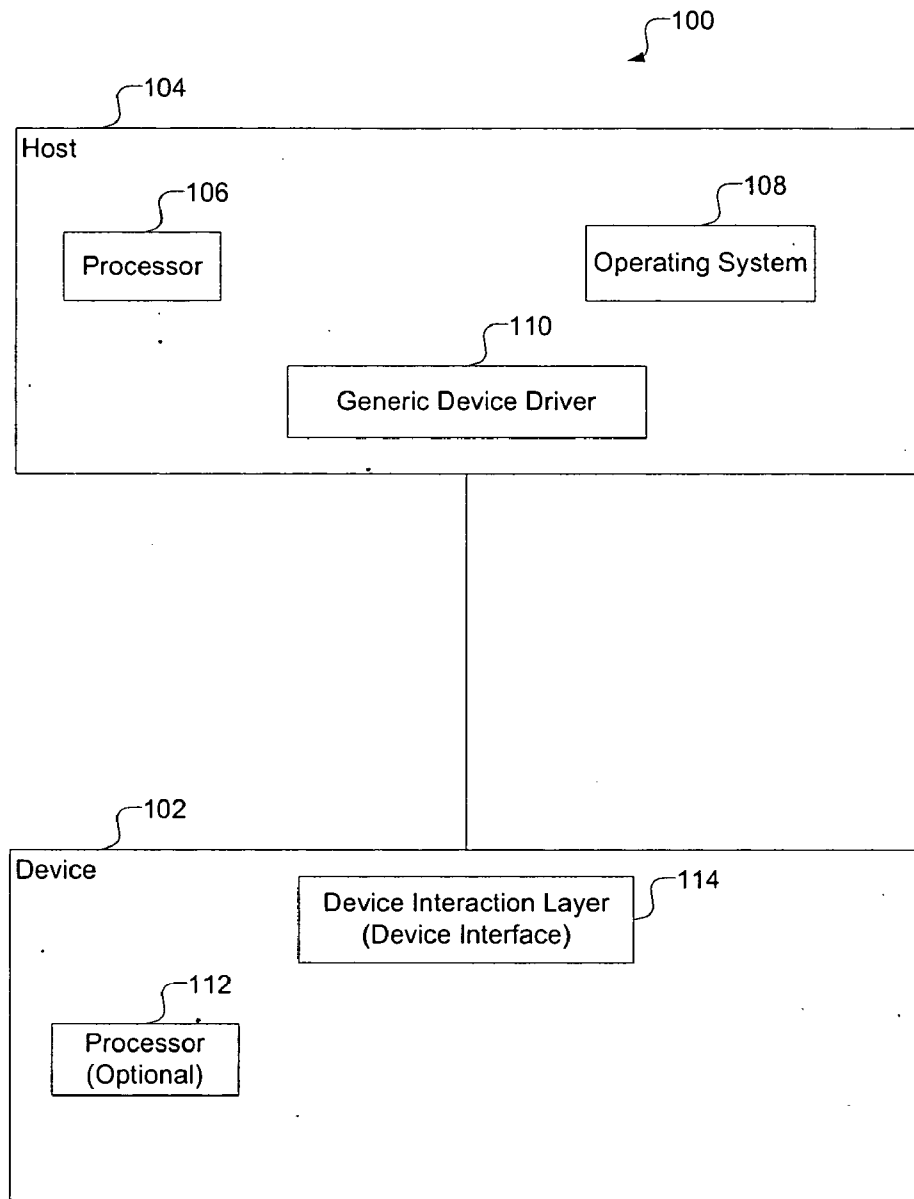 100
104
Host
106
108
Processor
Operating System
110
Generic Device Driver
102
Device
Device Interaction Layer
(Device Interface)
114
112
Processor
(Optional)